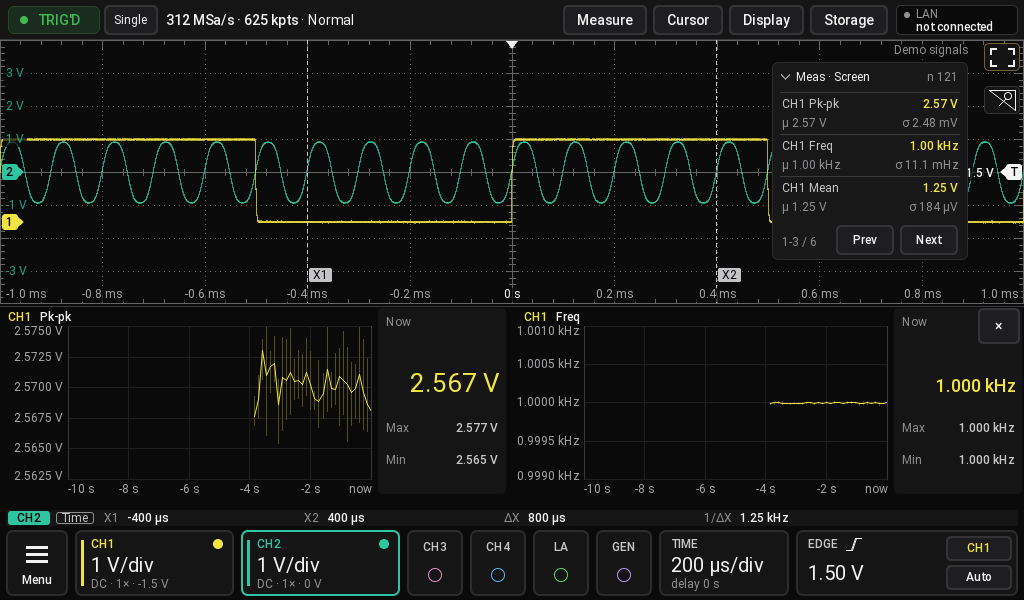 TRIG'D
Single
312 MSa/s · 625 kpts · Normal
Measure
Cursor
Display
Storage
LAN
not connected
Demo signals
3 V
2 V
1 V
2
-1 V
1
-3 V
Meas · Screen
n 121
CH1 Pk-pk
2.57 V
μ 2.57 V
σ 2.48 mV
CH1 Freq
1.00 kHz
μ 1.00 kHz
σ 11.1 mHz
CH1 Mean
1.25 V
μ 1.25 V
σ 184 μV
1-3 / 6
Prev
Next
1.5 V
T
X1
X2
-1.0 ms
-0.8 ms
-0.6 ms
-0.4 ms
-0.2 ms
0 s
0.2 ms
0.4 ms
0.6 ms
0.8 ms
1.0 ms
CH1 Pk-pk
2.5750 V
2.5725 V
2.5700 V
2.5675 V
2.5650 V
2.5625 V
-10 s
-8 s
-6 s
-4 s
-2 s
now
Now
2.567 V
Max 2.577 V
Min 2.565 V
CH1 Freq
1.0010 kHz
1.0005 kHz
1.0000 kHz
0.9995 kHz
0.9990 kHz
-10 s
-8 s
-6 s
-4 s
-2 s
now
Now
×
1.000 kHz
Max 1.000 kHz
Min 1.000 kHz
CH2
Time
X1 -400 μs
X2 400 μs
ΔX 800 μs
1/ΔX 1.25 kHz
Menu
CH1
1 V/div
DC · 1× · -1.5 V
CH2
1 V/div
DC · 1× · 0 V
CH3
CH4
LA
GEN
TIME
200 μs/div
delay 0 s
EDGE
1.50 V
CH1
Auto